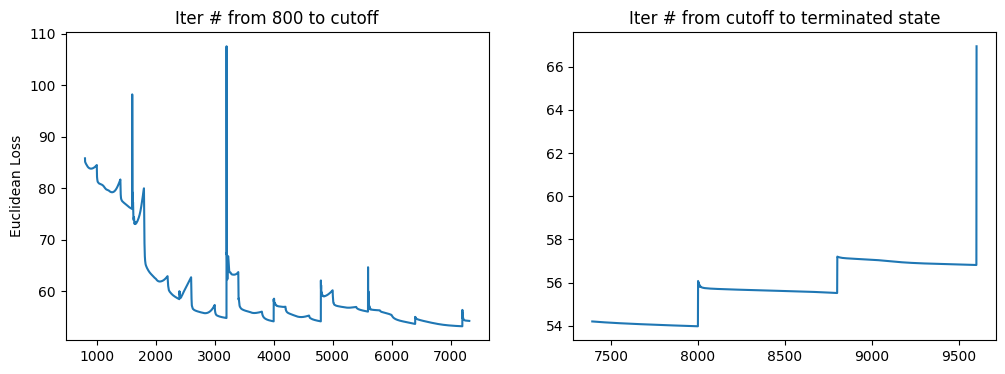 Iter # from 800 to cutoff
Euclidean Loss
110
100
90
80
70
60
1000 2000 3000 4000 5000 6000 7000
Iter # from cutoff to terminated state
66
64
62
60
58
56
54
7500 8000 8500 9000 9500